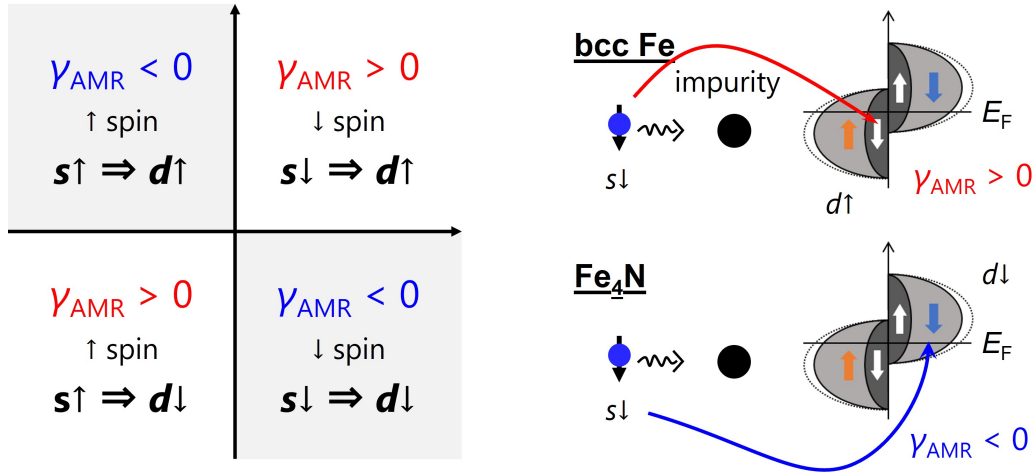 γAMR < 0
↑ spin
s↑ ⇒ d↑
γAMR > 0
↓ spin
s↓ ⇒ d↑
γAMR > 0
↑ spin
s↑ ⇒ d↓
γAMR < 0
↓ spin
s↓ ⇒ d↓
bcc Fe
impurity
s↓
d↑
EF
γAMR > 0
Fe4N
s↓
d↓
EF
γAMR < 0